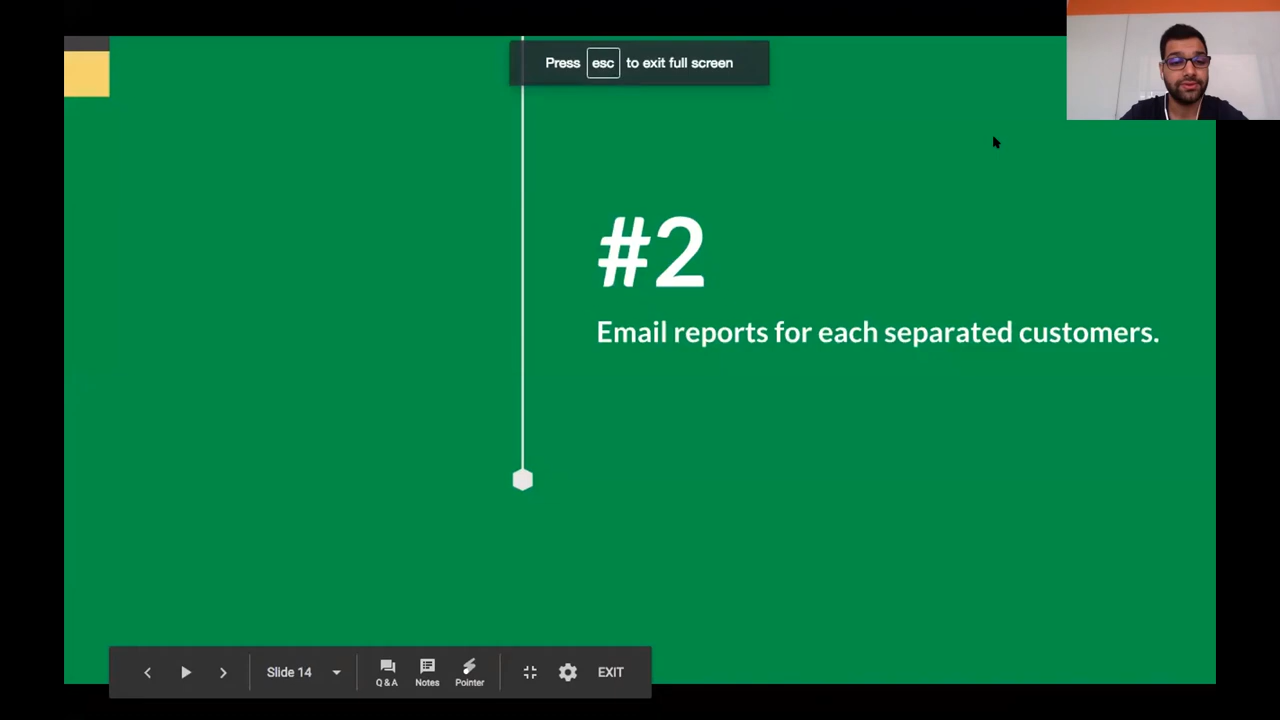 Press esc to exit full screen
#2
Email reports for each separated customers.
Slide 14
Q & A
Notes
Pointer
EXIT